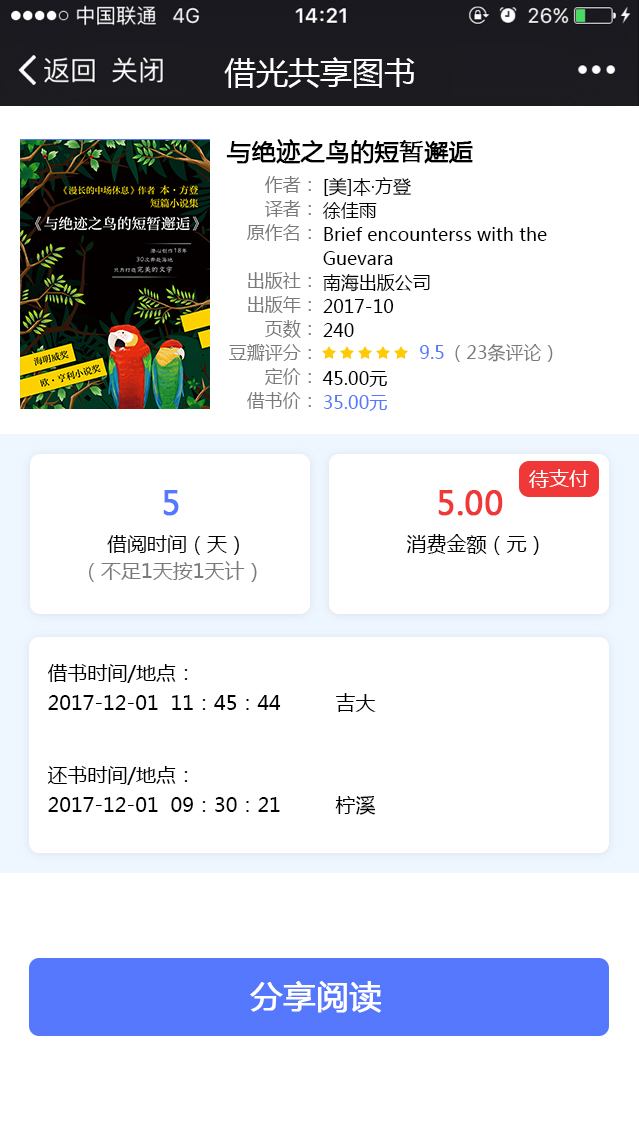 中国联通 4G 14:21 26%
返回 关闭 借光共享图书
与绝迹之鸟的短暂邂逅
《漫长的中场休息》作者 本·方登
短篇小说集
《与绝迹之鸟的短暂邂逅》
潜心创作18年
30次奔赴海地
只为打造完美的文字
海明威奖
欧·亨利小说奖
作者： [美]本·方登
译者： 徐佳雨
原作名： Brief encounterss with the
Guevara
出版社： 南海出版公司
出版年： 2017-10
页数： 240
豆瓣评分： 9.5（23条评论）
定价： 45.00元
借书价： 35.00元
5
借阅时间（天）
（不足1天按1天计）
待支付
5.00
消费金额（元）
借书时间/地点：
2017-12-01 11：45：44 吉大
还书时间/地点：
2017-12-01 09：30：21 柠溪
分享阅读